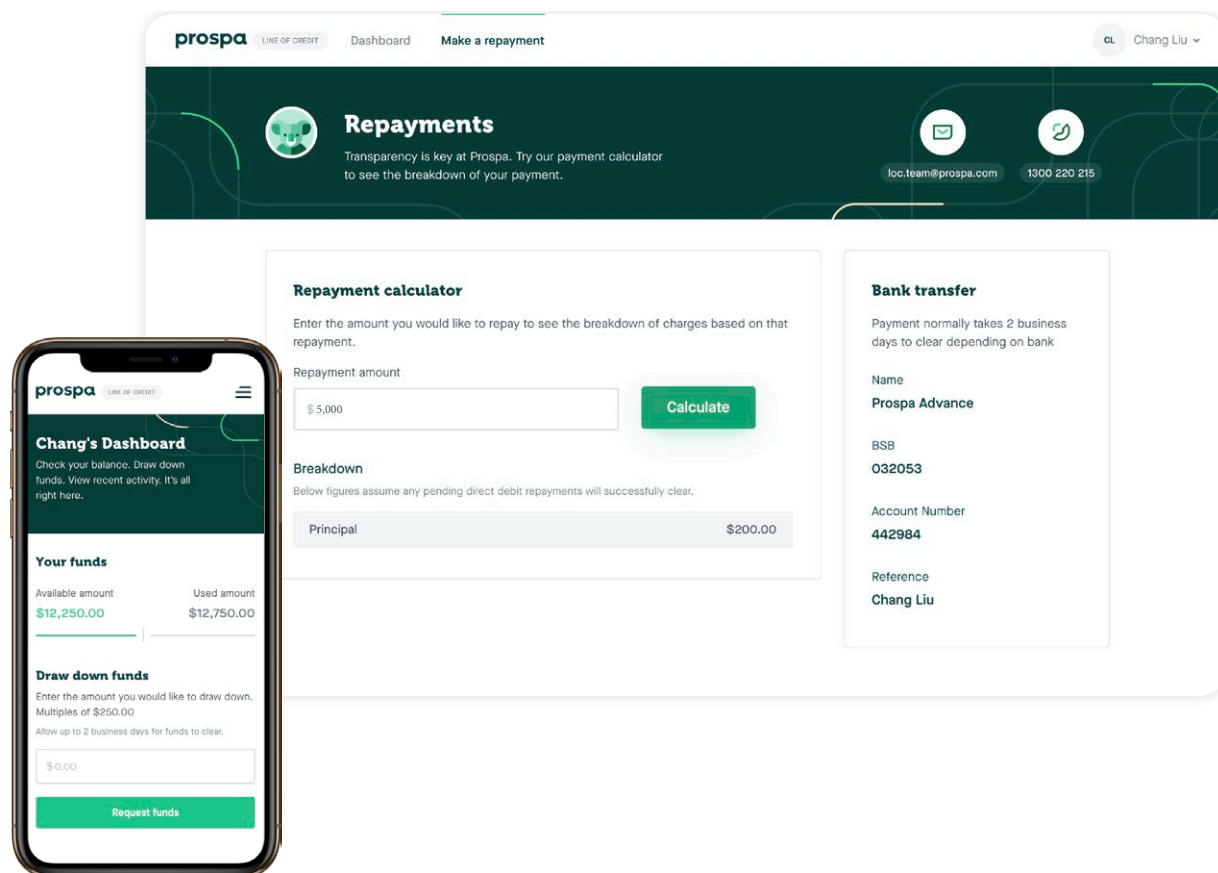 prospa LINE OF CREDIT Dashboard Make a repayment CL Chang Liu
Repayments
Transparency is key at Prospa. Try our payment calculator
to see the breakdown of your payment.
loc.team@prospa.com 1300 220 215
Repayment calculator
Enter the amount you would like to repay to see the breakdown of charges based on that
repayment.
Repayment amount
$ 5,000
Calculate
Breakdown
Below figures assume any pending direct debit repayments will successfully clear.
Principal $200.00
Bank transfer
Payment normally takes 2 business
days to clear depending on bank
Name
Prospa Advance
BSB
032053
Account Number
442984
Reference
Chang Liu
prospa LINE OF CREDIT
Chang's Dashboard
Check your balance. Draw down
funds. View recent activity. It's all
right here.
Your funds
Available amount Used amount
$12,250.00 $12,750.00
Draw down funds
Enter the amount you would like to draw down.
Multiples of $250.00
Allow up to 2 business days for funds to clear.
$ 0.00
Request funds